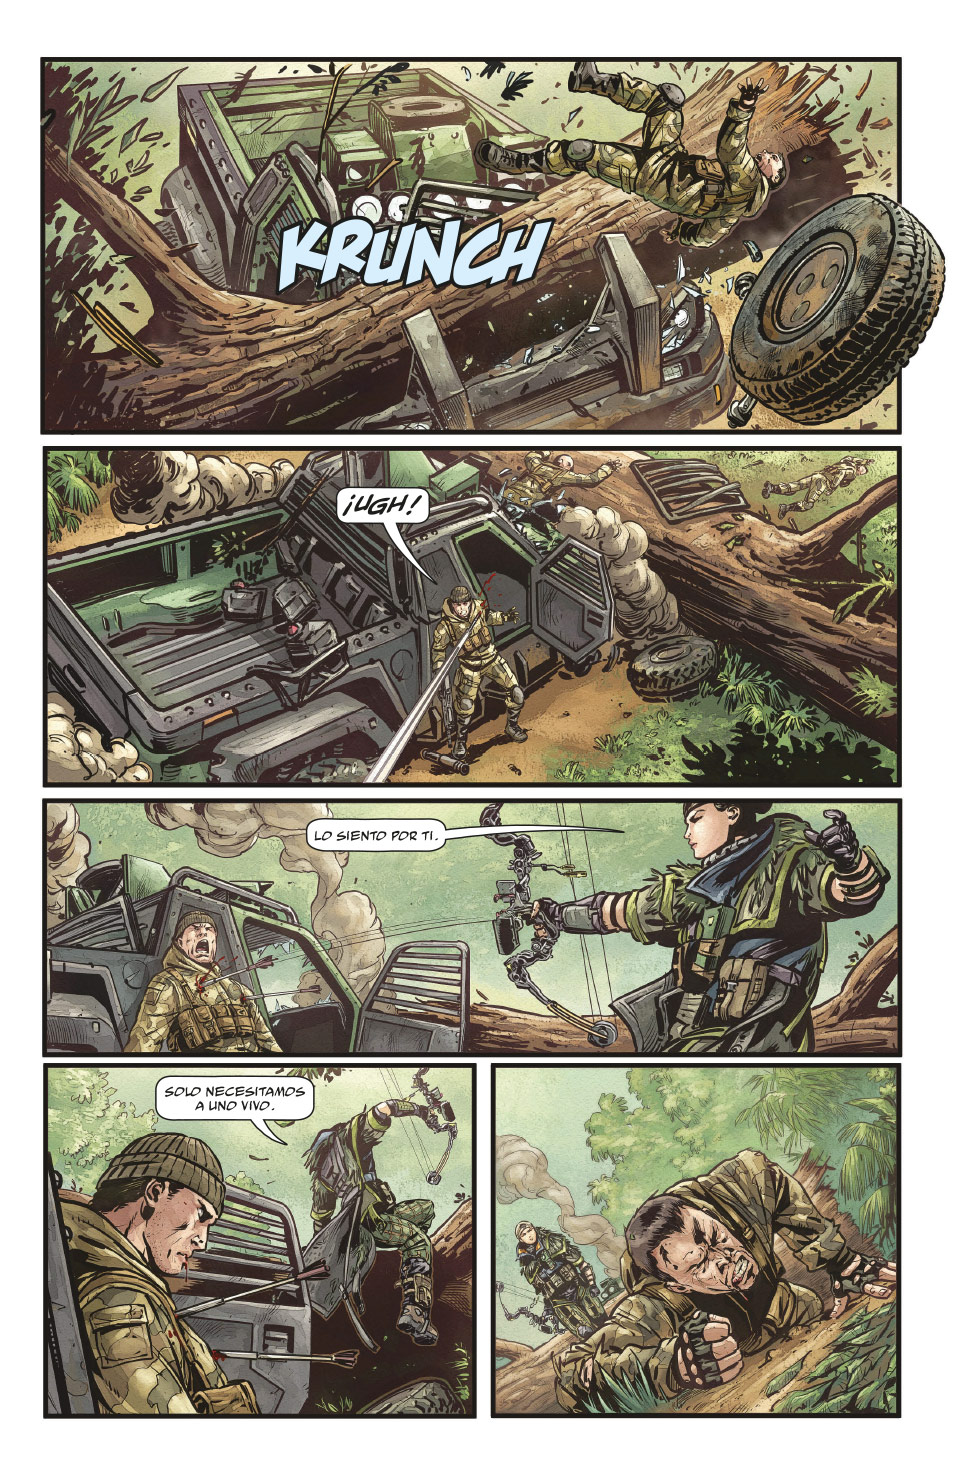 KRUNCH
¡UGH!
LO SIENTO POR TI.
SOLO NECESITAMOS
A UNO VIVO.